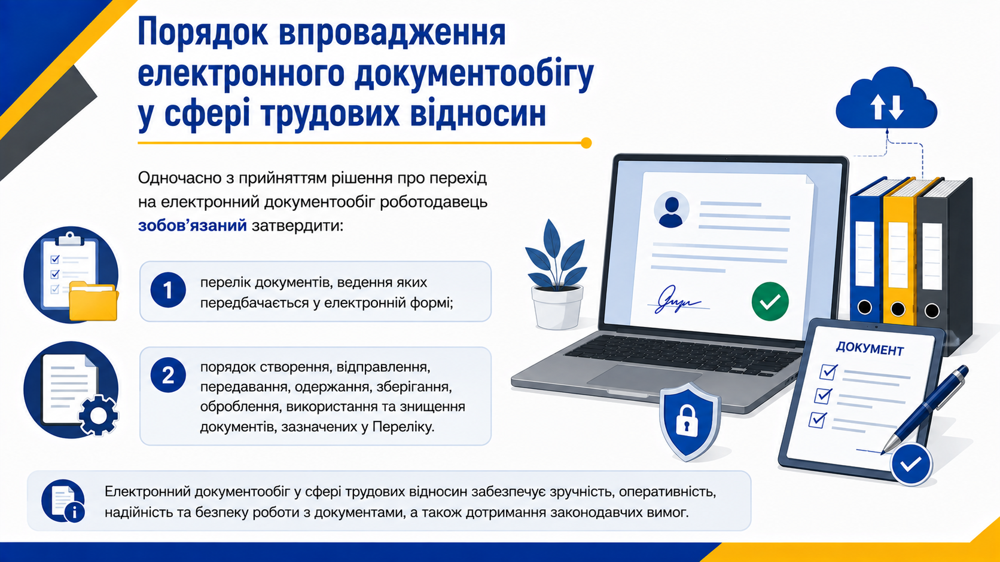 Порядок впровадження
електронного документообігу
у сфері трудових відносин
Одночасно з прийняттям рішення про перехід
на електронний документообіг роботодавець
зобов’язаний затвердити:
1
перелік документів, ведення яких
передбачається у електронній формі;
2
порядок створення, відправлення,
передавання, одержання, зберігання,
оброблення, використання та знищення
документів, зазначених у Переліку.
ДОКУМЕНТ
i
Електронний документообіг у сфері трудових відносин забезпечує зручність, оперативність,
надійність та безпеку роботи з документами, а також дотримання законодавчих вимог.